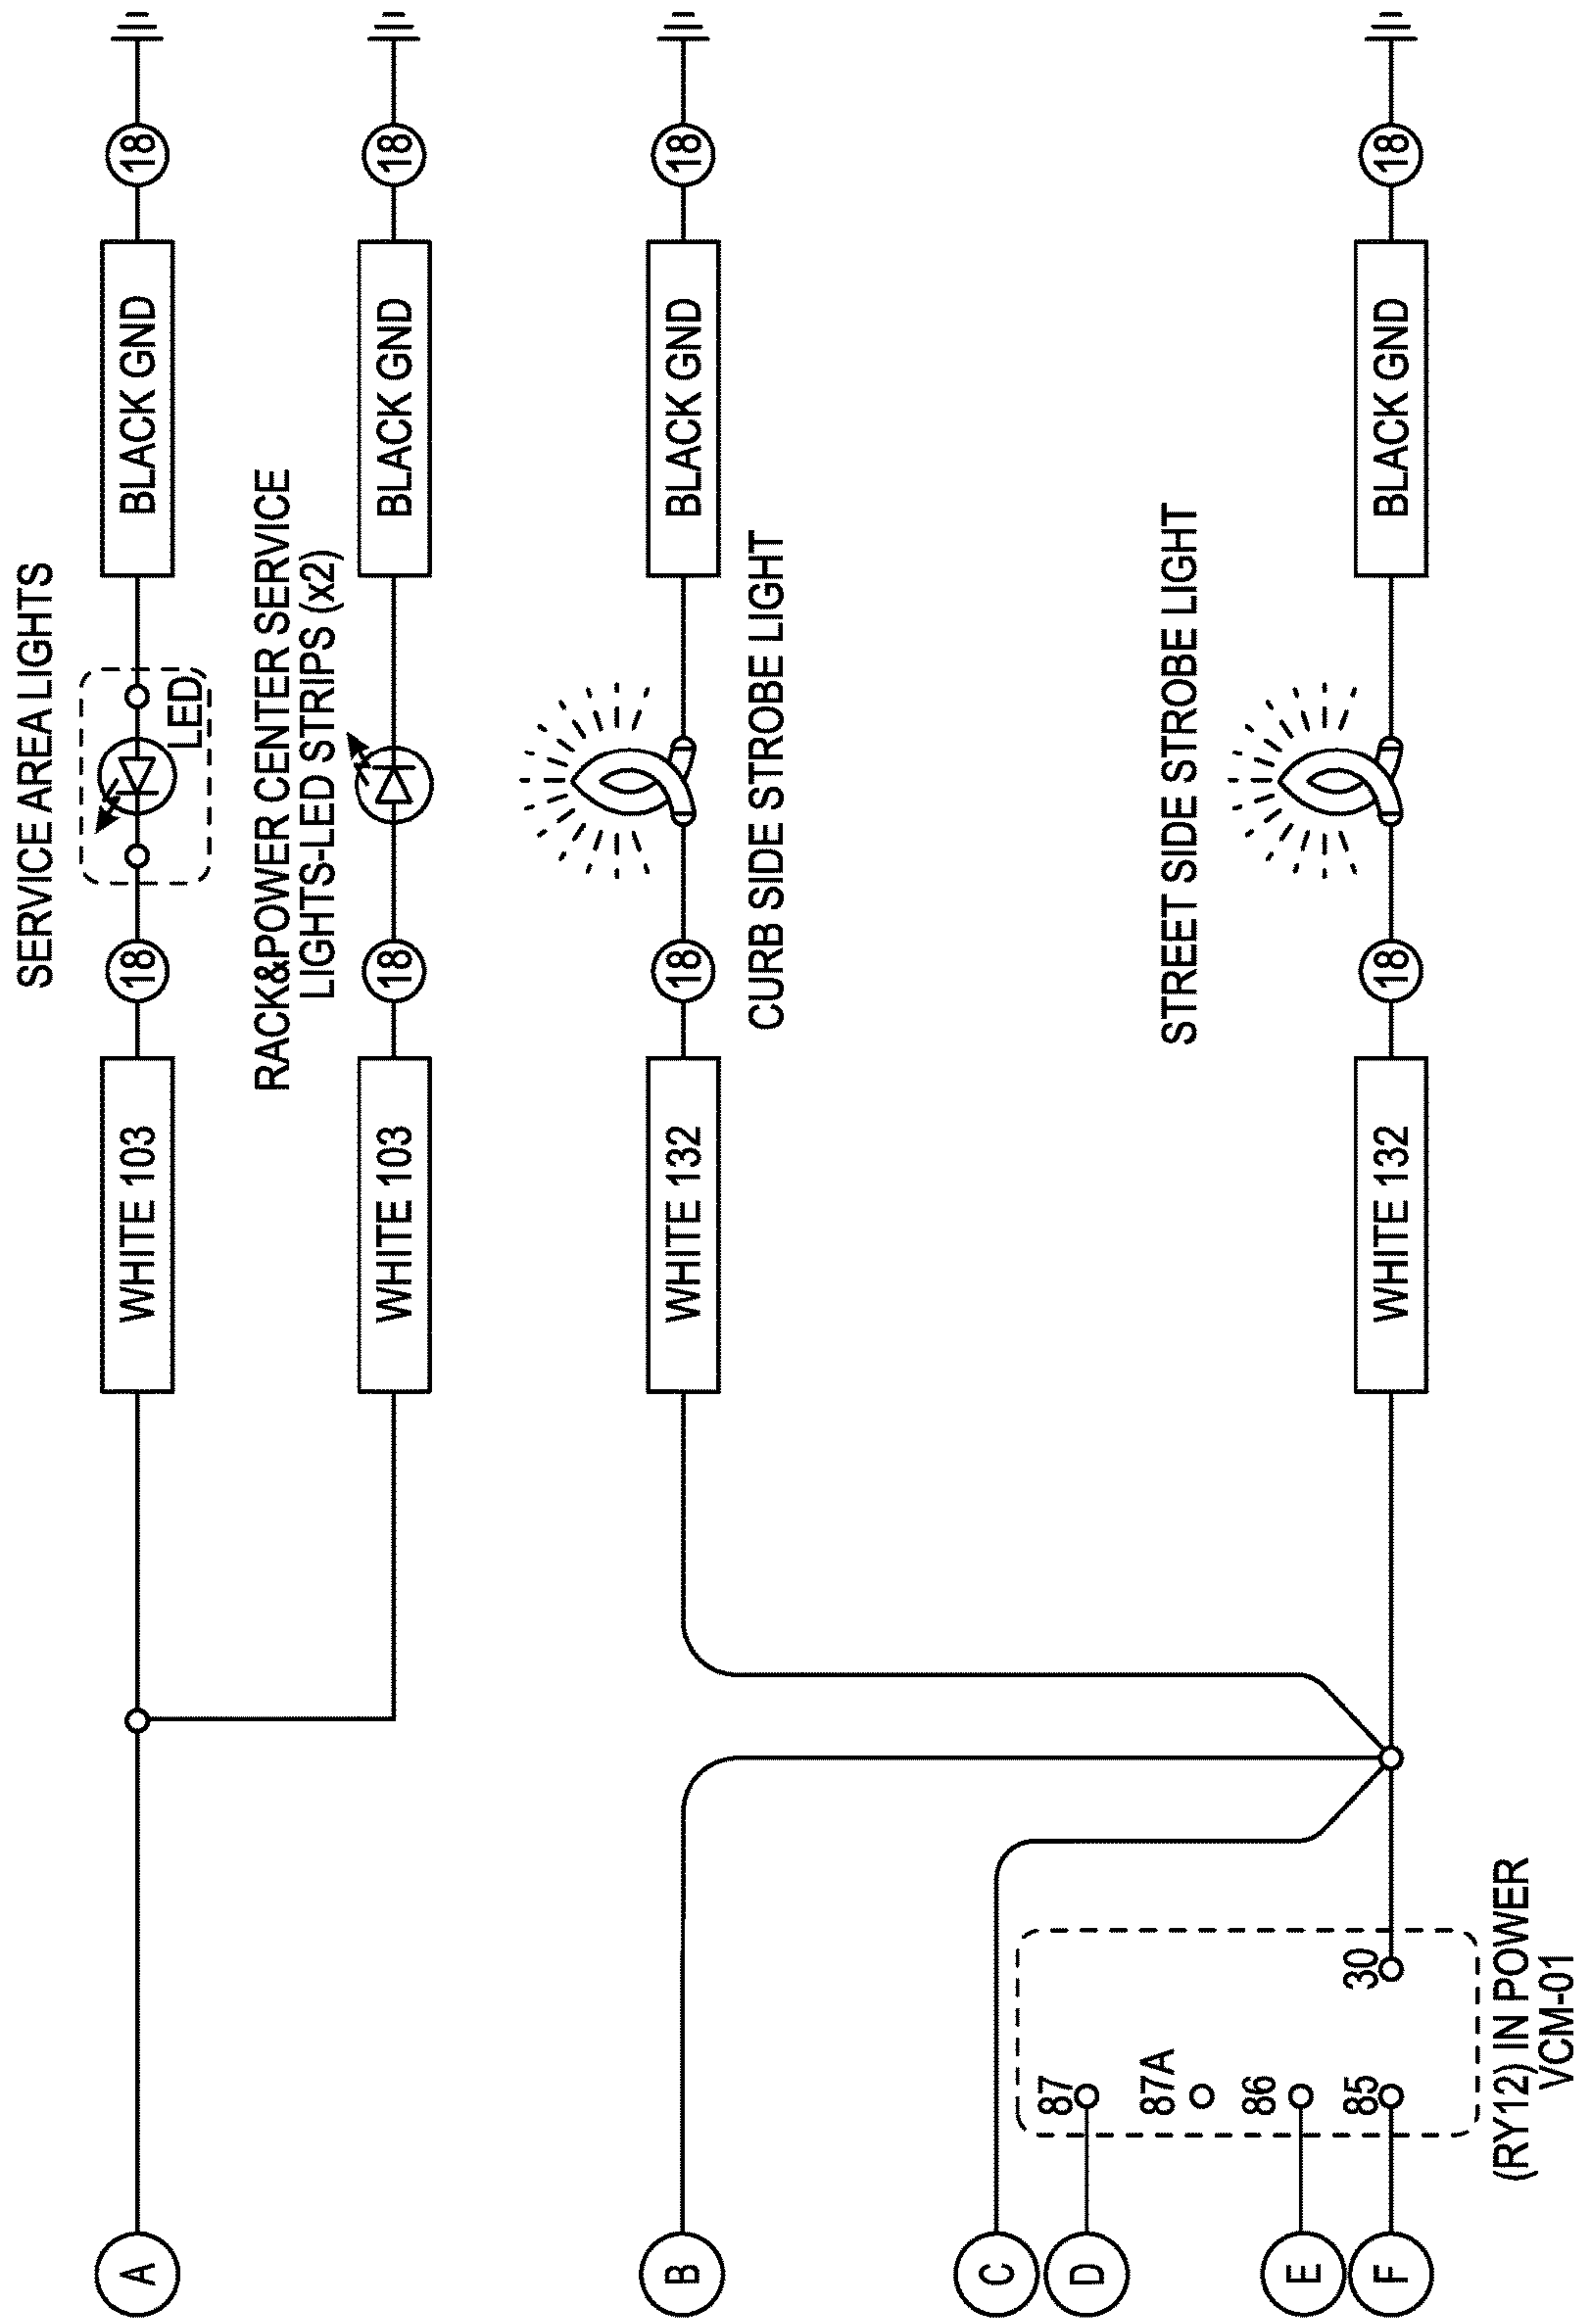 SERVICE AREA LIGHTS
A
WHITE 103
18
LED
BLACK GND
18
RACK&POWER CENTER SERVICE
LIGHTS-LED STRIPS (x2)
WHITE 103
18
BLACK GND
18
B
WHITE 132
18
BLACK GND
18
CURB SIDE STROBE LIGHT
C
D
87
87A
E
86
F
85
30
STREET SIDE STROBE LIGHT
WHITE 132
18
BLACK GND
18
(RY12) IN POWER
VCM-01